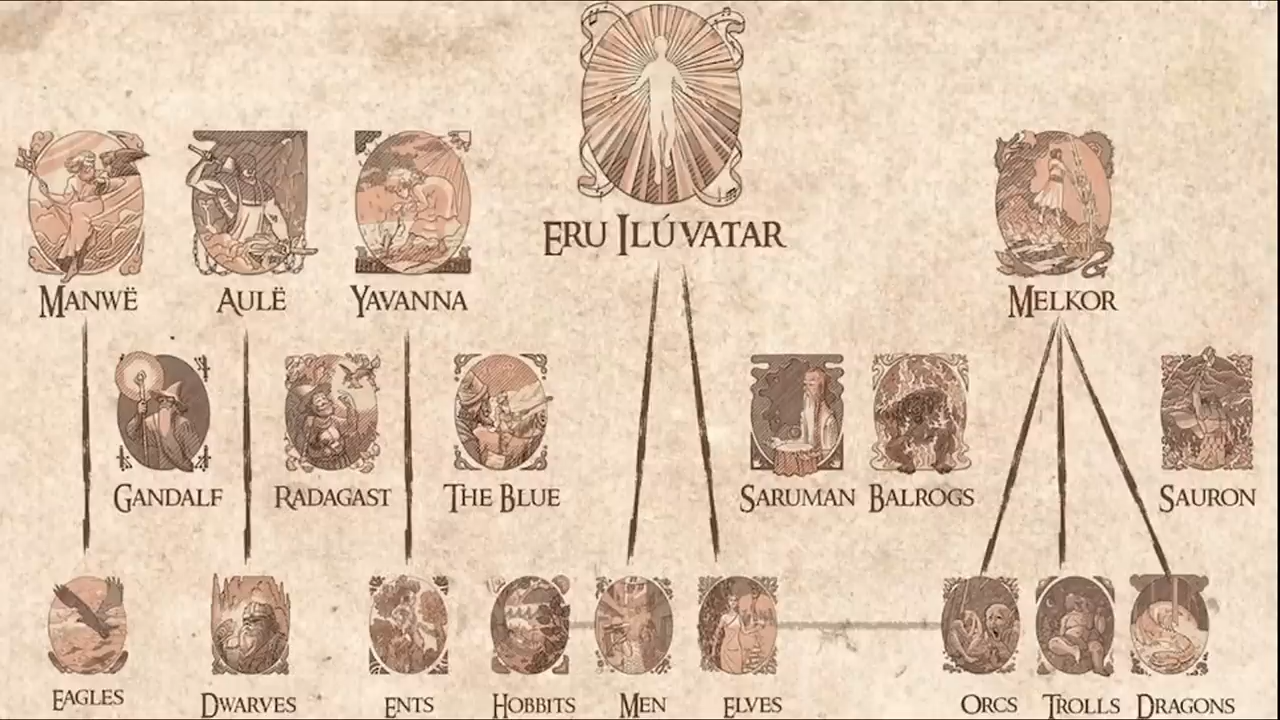 ERU ILÚVATAR
MANWË
AULË
YAVANNA
MELKOR
GANDALF
RADAGAST
THE BLUE
SARUMAN
BALROGS
SAURON
EAGLES
DWARVES
ENTS
HOBBITS
MEN
ELVES
ORCS
TROLLS
DRAGONS